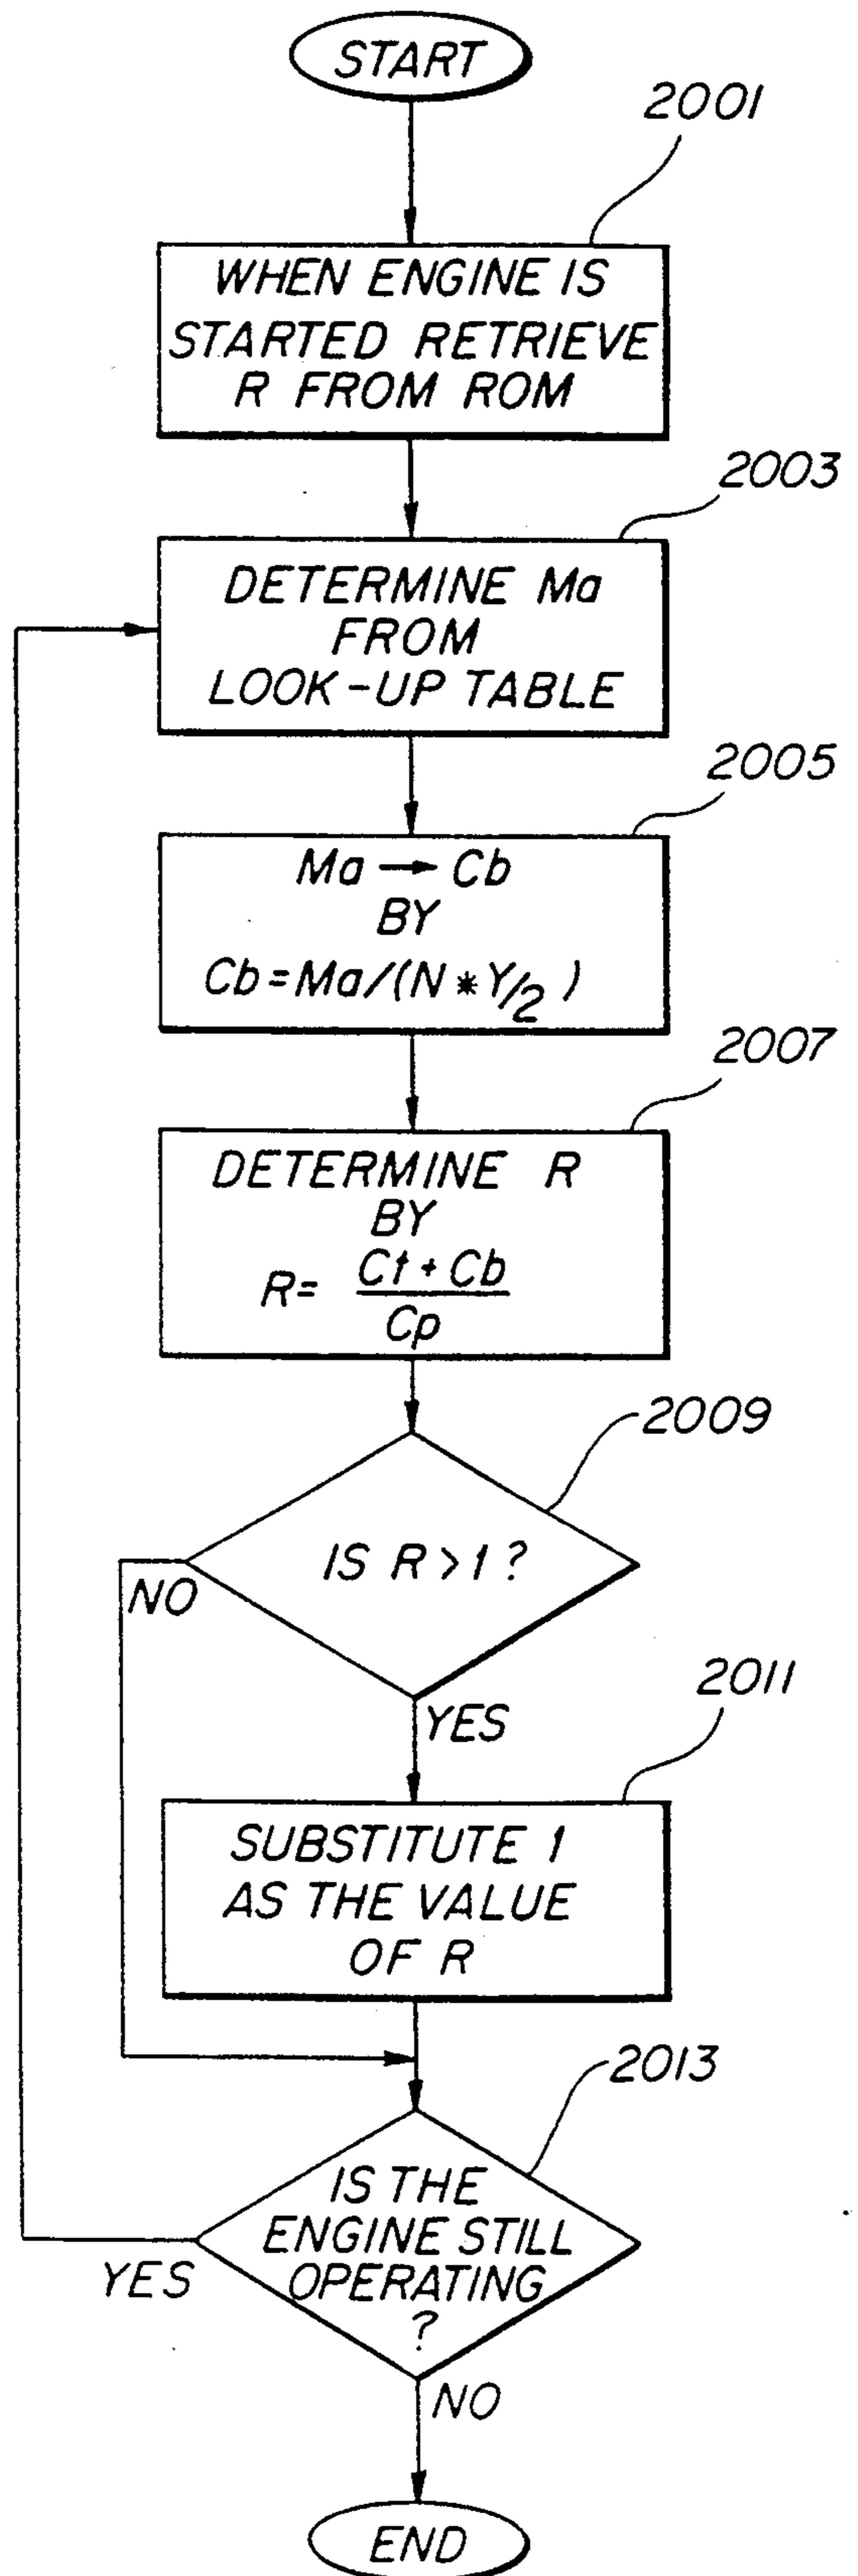 START
2001
WHEN ENGINE IS
STARTED RETRIEVE
R FROM ROM
2003
DETERMINE Ma
FROM
LOOK-UP TABLE
2005
Ma → Cb
BY
Cb = Ma/(N * Y/2)
2007
DETERMINE R
BY
R = Ct + Cb
Cp
2009
IS R > 1 ?
NO
YES
2011
SUBSTITUTE 1
AS THE VALUE
OF R
2013
IS THE
ENGINE STILL
OPERATING
?
YES
NO
END